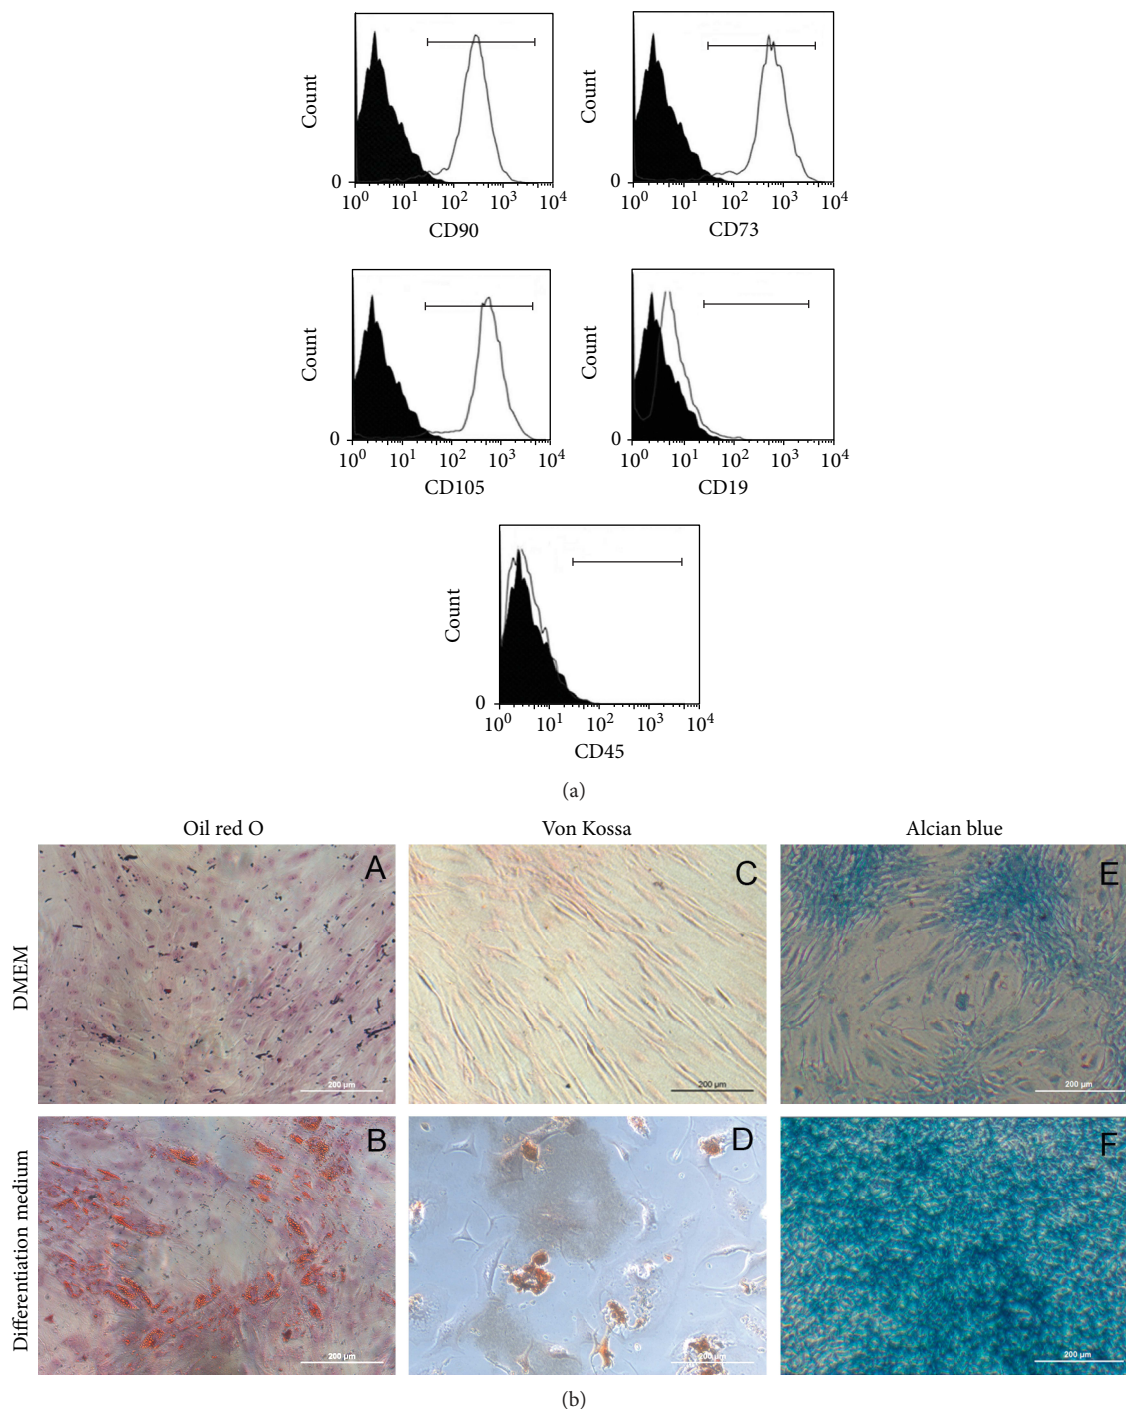 Count
Count
0
0
10⁰ 10¹ 10² 10³ 10⁴
10⁰ 10¹ 10² 10³ 10⁴
CD90
CD73
Count
Count
0
0
10⁰ 10¹ 10² 10³ 10⁴
10⁰ 10¹ 10² 10³ 10⁴
CD105
CD19
Count
0
10⁰ 10¹ 10² 10³ 10⁴
CD45
(a)
Oil red O
Von Kossa
Alcian blue
DMEM
A
C
E
200 µm
200 µm
200 µm
Differentiation medium
B
D
F
200 µm
200 µm
200 µm
(b)